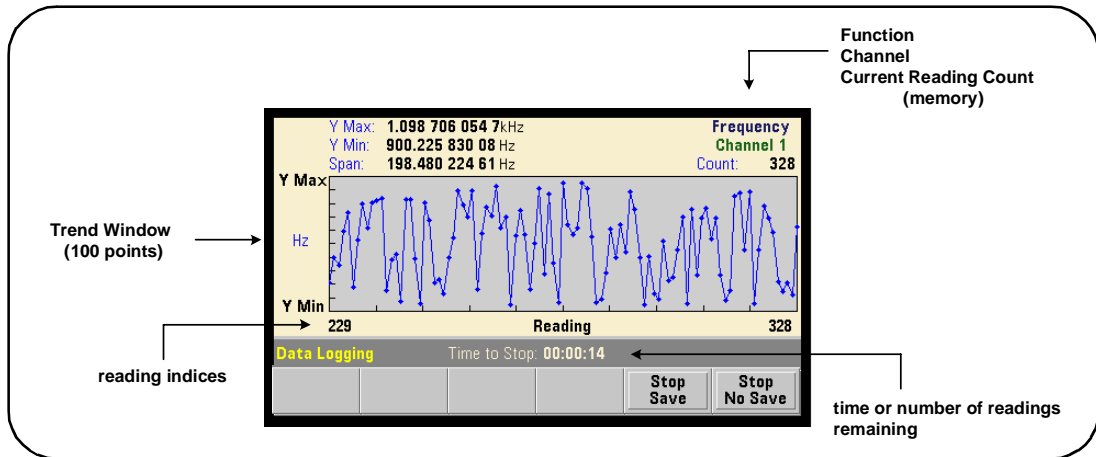 Function
Channel
Current Reading Count
(memory)
Y Max: 1.098 706 054 7kHz
Frequency
Y Min: 900.225 830 08 Hz
Channel 1
Span: 198.480 224 61 Hz
Count: 328
Y Max
Trend Window
(100 points)
Hz
Y Min
229
Reading
328
Data Logging
Time to Stop: 00:00:14
reading indices
Stop
Save
Stop
No Save
time or number of readings
remaining